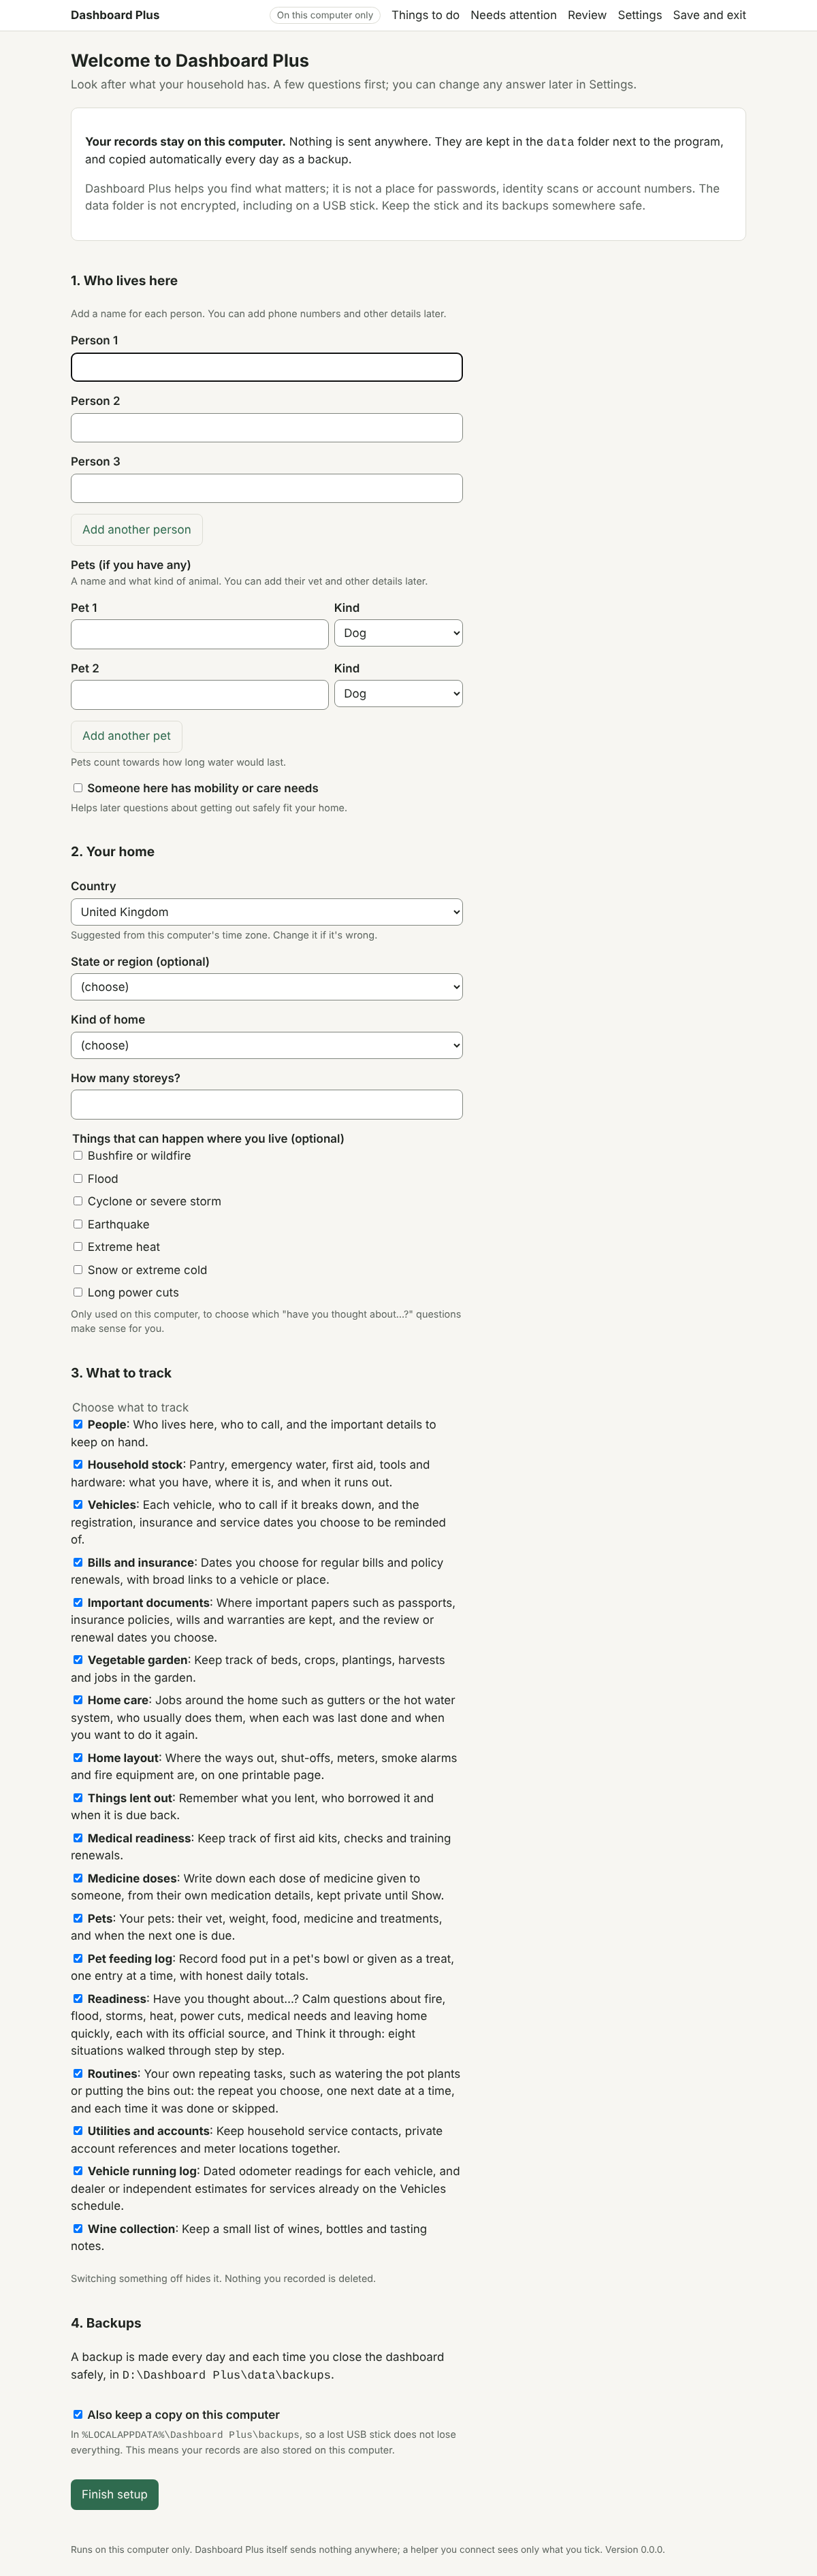 Dashboard Plus
On this computer only
Things to do
Needs attention
Review
Settings
Save and exit
Welcome to Dashboard Plus
Look after what your household has. A few questions first; you can change any answer later in Settings.
Your records stay on this computer. Nothing is sent anywhere. They are kept in the data folder next to the program,
and copied automatically every day as a backup.
Dashboard Plus helps you find what matters; it is not a place for passwords, identity scans or account numbers. The
data folder is not encrypted, including on a USB stick. Keep the stick and its backups somewhere safe.
1. Who lives here
Add a name for each person. You can add phone numbers and other details later.
Person 1
Person 2
Person 3
Add another person
Pets (if you have any)
A name and what kind of animal. You can add their vet and other details later.
Pet 1
Kind
Dog
Pet 2
Kind
Dog
Add another pet
Pets count towards how long water would last.
Someone here has mobility or care needs
Helps later questions about getting out safely fit your home.
2. Your home
Country
United Kingdom
Suggested from this computer's time zone. Change it if it's wrong.
State or region (optional)
(choose)
Kind of home
(choose)
How many storeys?
Things that can happen where you live (optional)
Bushfire or wildfire
Flood
Cyclone or severe storm
Earthquake
Extreme heat
Snow or extreme cold
Long power cuts
Only used on this computer, to choose which "have you thought about...?" questions
make sense for you.
3. What to track
Choose what to track
People: Who lives here, who to call, and the important details to
keep on hand.
Household stock: Pantry, emergency water, first aid, tools and
hardware: what you have, where it is, and when it runs out.
Vehicles: Each vehicle, who to call if it breaks down, and the
registration, insurance and service dates you choose to be reminded
of.
Bills and insurance: Dates you choose for regular bills and policy
renewals, with broad links to a vehicle or place.
Important documents: Where important papers such as passports,
insurance policies, wills and warranties are kept, and the review or
renewal dates you choose.
Vegetable garden: Keep track of beds, crops, plantings, harvests
and jobs in the garden.
Home care: Jobs around the home such as gutters or the hot water
system, who usually does them, when each was last done and when
you want to do it again.
Home layout: Where the ways out, shut-offs, meters, smoke alarms
and fire equipment are, on one printable page.
Things lent out: Remember what you lent, who borrowed it and
when it is due back.
Medical readiness: Keep track of first aid kits, checks and training
renewals.
Medicine doses: Write down each dose of medicine given to
someone, from their own medication details, kept private until Show.
Pets: Your pets: their vet, weight, food, medicine and treatments,
and when the next one is due.
Pet feeding log: Record food put in a pet's bowl or given as a treat,
one entry at a time, with honest daily totals.
Readiness: Have you thought about...? Calm questions about fire,
flood, storms, heat, power cuts, medical needs and leaving home
quickly, each with its official source, and Think it through: eight
situations walked through step by step.
Routines: Your own repeating tasks, such as watering the pot plants
or putting the bins out: the repeat you choose, one next date at a time,
and each time it was done or skipped.
Utilities and accounts: Keep household service contacts, private
account references and meter locations together.
Vehicle running log: Dated odometer readings for each vehicle, and
dealer or independent estimates for services already on the Vehicles
schedule.
Wine collection: Keep a small list of wines, bottles and tasting
notes.
Switching something off hides it. Nothing you recorded is deleted.
4. Backups
A backup is made every day and each time you close the dashboard
safely, in D:\Dashboard Plus\data\backups.
Also keep a copy on this computer
In %LOCALAPPDATA%\Dashboard Plus\backups, so a lost USB stick does not lose
everything. This means your records are also stored on this computer.
Finish setup
Runs on this computer only. Dashboard Plus itself sends nothing anywhere; a helper you connect sees only what you tick. Version 0.0.0.